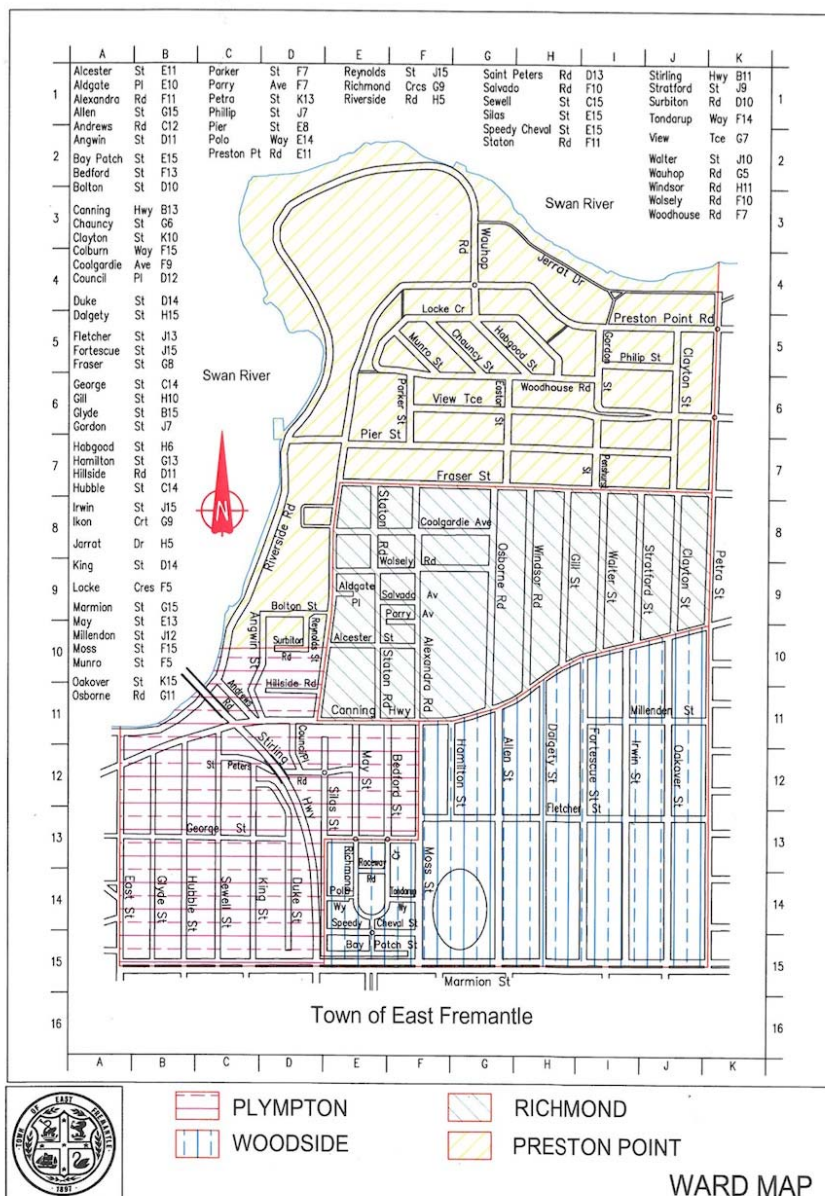 A B C D E F G H I J K
1 2 3 4 5 6 7 8 9 10 11 12 13 14 15 16
Alcester St E11
Aldgate Pl E10
Alexandra Rd F11
Allen St G15
Andrews Rd C12
Angwin St D11
Bay Patch St E15
Bedford St F13
Bolton St D10
Canning Hwy B13
Chauncy St G6
Clayton St K10
Colburn Way F15
Coolgardie Ave F9
Council Pl D12
Duke St D14
Dalgety St H15
Fletcher St J13
Fortescue St J15
Fraser St G8
George St C14
Gill St H10
Glyde St B15
Gordon St J7
Habgood St H6
Hamilton St G13
Hillside Rd D11
Hubble St C14
Irwin St J15
Ikon Crt G9
Jarrat Dr H5
King St D14
Locke Cres F5
Marmion St G15
May St E13
Millendon St J12
Moss St F15
Munro St F5
Oakover St K15
Osborne Rd G11
Parker St F7
Parry Ave F7
Petra St K13
Phillip St J7
Pier St E8
Polo Way E14
Preston Pt Rd E11
Reynolds St J15
Richmond Crcs G9
Riverside Rd H5
Saint Peters Rd D13
Salvado Rd F10
Sewell St C15
Silas St E15
Speedy Cheval St E15
Staton Rd F11
Stirling Hwy B11
Stratford St J9
Surbiton Rd D10
Tondarup Way F14
View Tce G7
Walter St J10
Wauhop Rd G5
Windsor Rd H11
Wolsely Rd F10
Woodhouse Rd F7
Swan River
Swan River
N
Wauhop Rd
Jerrat Dr
Preston Point Rd
Locke Cr
Munro St
Chauncy St
Habgood St
Gordon St
Philip St
Clayton St
Woodhouse Rd
Parker St
View Tce
Easton St
Pier St
Fraser St
Penshurst St
Riverside Rd
Staton Rd
Coolgardie Ave
Wolsely Rd
Aldgate Pl
Salvado Av
Parry Av
Alcester St
Staton Rd
Alexandra Rd
Osborne Rd
Windsor Rd
Gill St
Walter St
Stratford St
Clayton St
Petra St
Bolton St
Angwin St
Surbiton Rd
Reynolds St
Hillside Rd
Andrews Rd
Canning Hwy
Stirling Hwy
Council Pl
St Peters Rd
Silas St
May St
Bedford St
Hamilton St
Allen St
Dalgety St
Fortescue St
Irwin St
Oakover St
Millenden St
Fletcher St
George St
East St
Glyde St
Hubble St
Sewell St
King St
Duke St
Richmond Cr
Raceway Rd
Polo Wy
Tondarup Wy
Speedy Cheval St
Bay Patch St
Moss St
Marmion St
Town of East Fremantle
A B C D E F G H I J K
TOWN OF EAST FREMANTLE
1897
PLYMPTON
WOODSIDE
RICHMOND
PRESTON POINT
WARD MAP